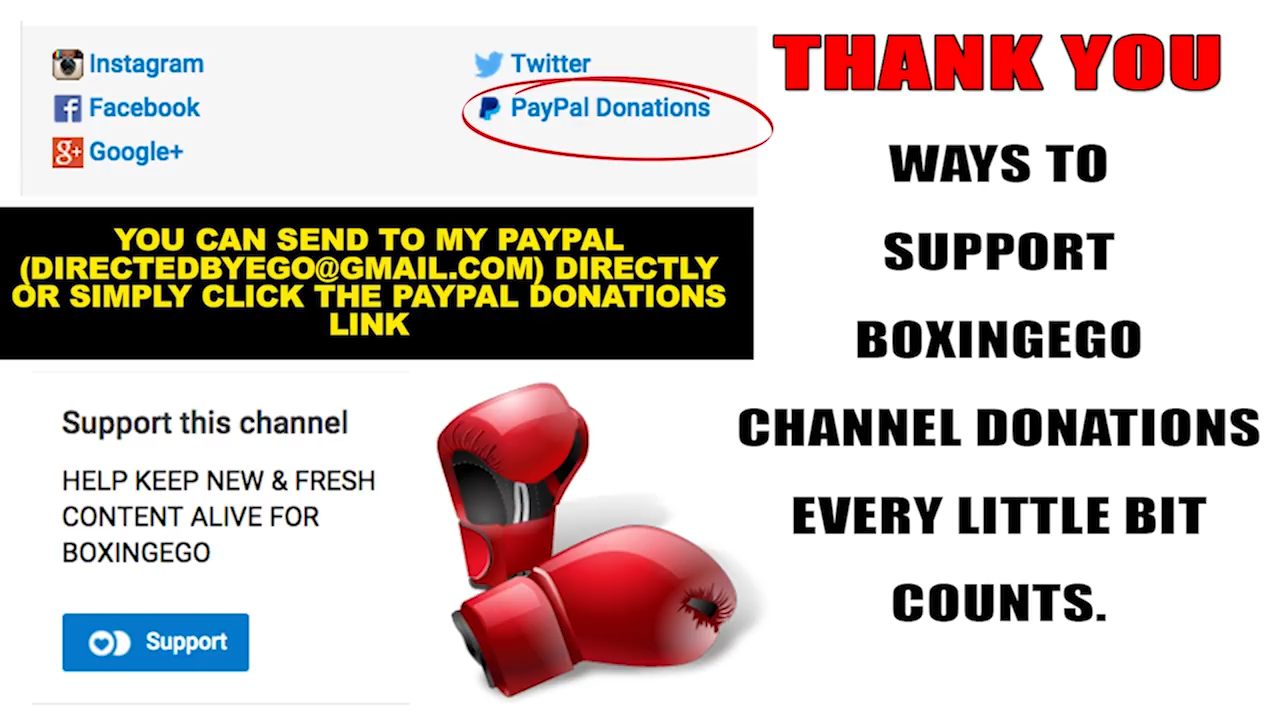 Instagram
Twitter
Facebook
PayPal Donations
Google+
YOU CAN SEND TO MY PAYPAL
(DIRECTEDBYEGO@GMAIL.COM) DIRECTLY
OR SIMPLY CLICK THE PAYPAL DONATIONS
LINK
Support this channel
HELP KEEP NEW & FRESH
CONTENT ALIVE FOR
BOXINGEGO
Support
THANK YOU
WAYS TO
SUPPORT
BOXINGEGO
CHANNEL DONATIONS
EVERY LITTLE BIT
COUNTS.